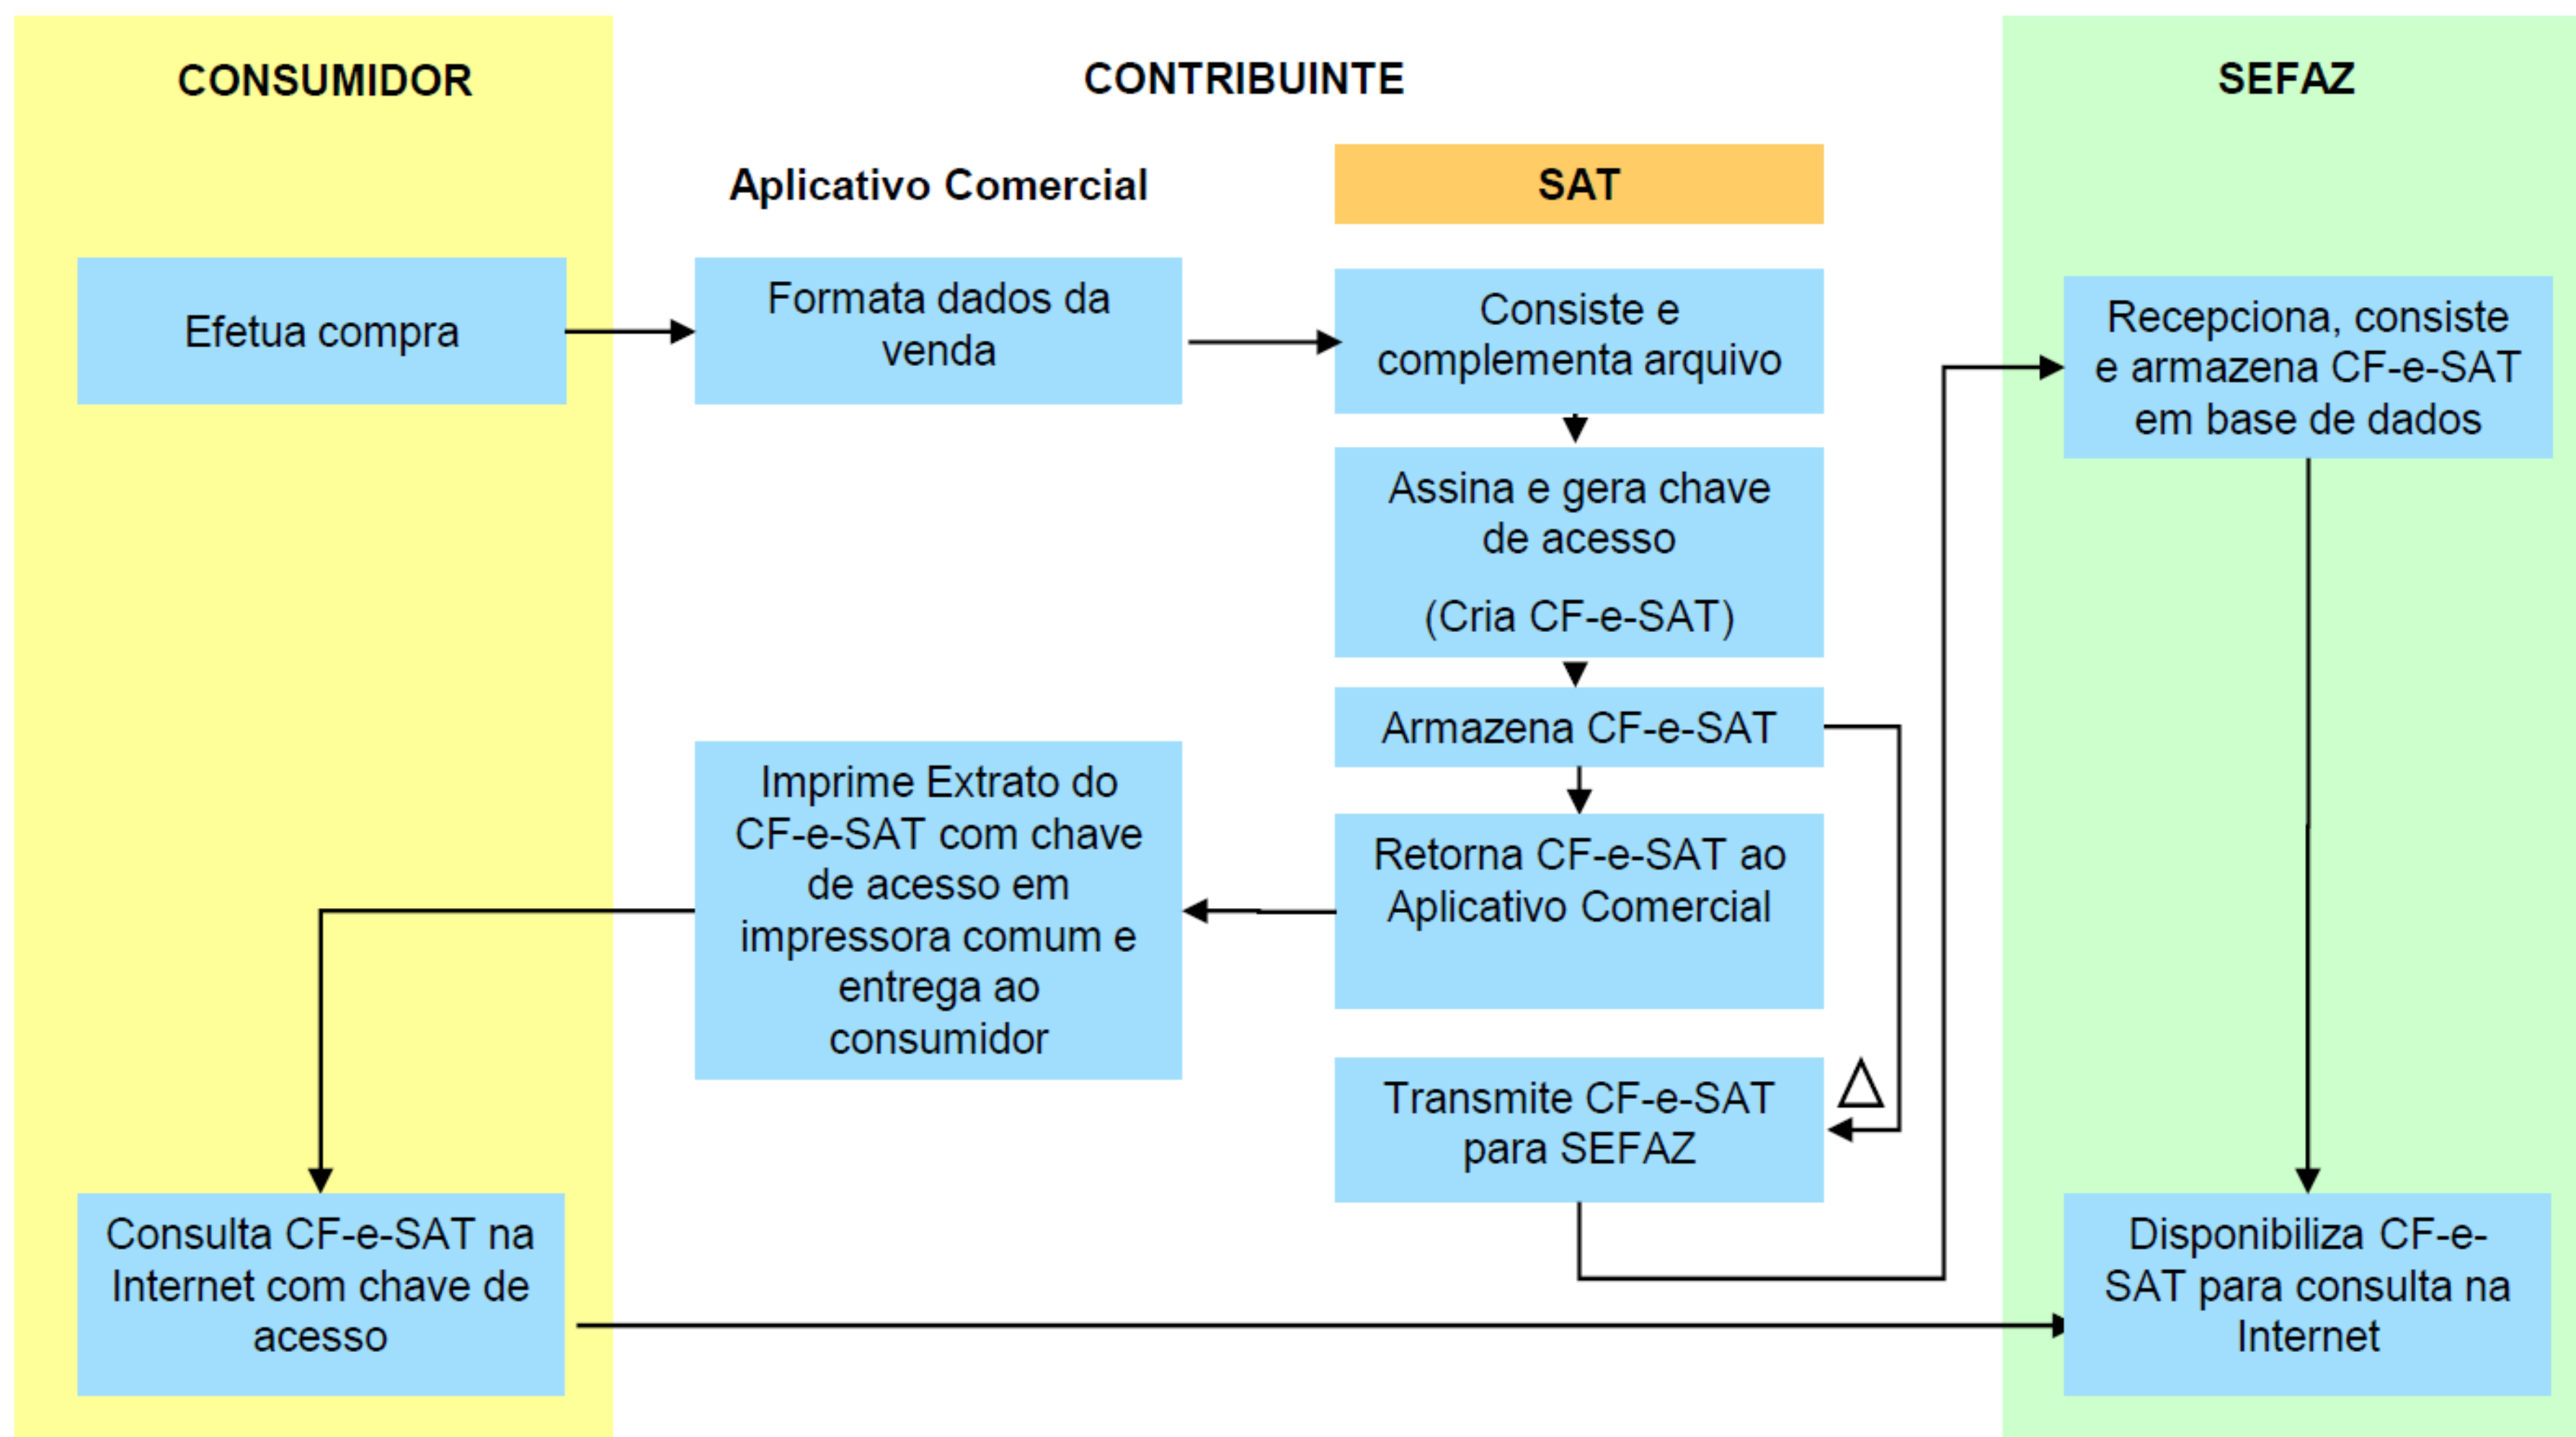 CONSUMIDOR
CONTRIBUINTE
SEFAZ
Aplicativo Comercial
SAT
Efetua compra
Formata dados da
venda
Consiste e
complementa arquivo
Recepciona, consiste
e armazena CF-e-SAT
em base de dados
Assina e gera chave
de acesso
(Cria CF-e-SAT)
Armazena CF-e-SAT
Imprime Extrato do
CF-e-SAT com chave
de acesso em
impressora comum e
entrega ao
consumidor
Retorna CF-e-SAT ao
Aplicativo Comercial
Transmite CF-e-SAT
para SEFAZ
Consulta CF-e-SAT na
Internet com chave de
acesso
Disponibiliza CF-e-
SAT para consulta na
Internet